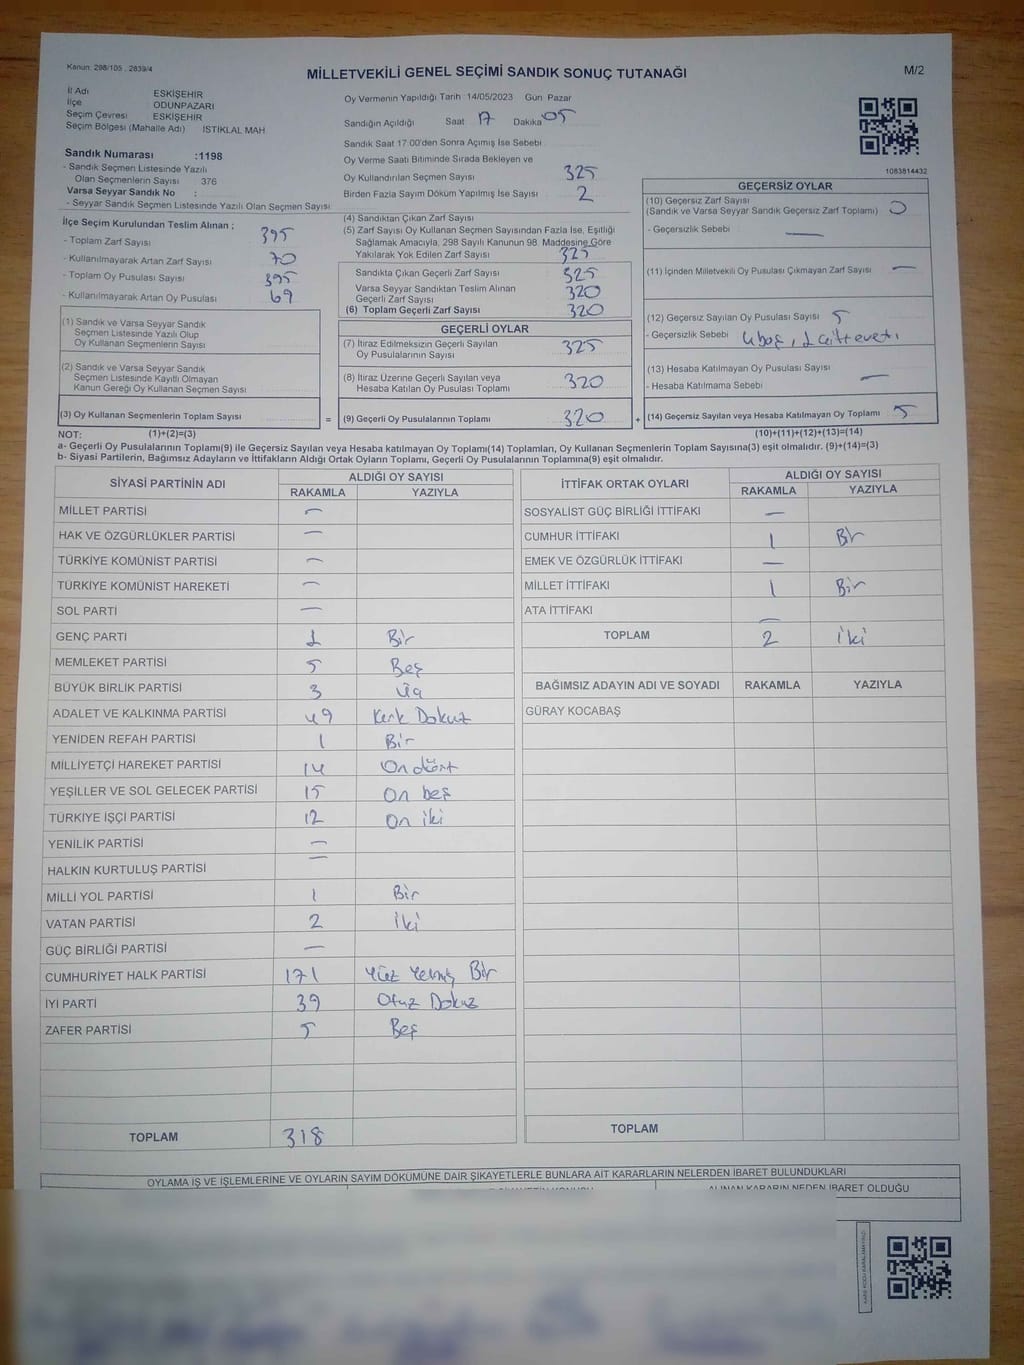 Kanun: 298/105 , 2839/4
MİLLETVEKİLİ GENEL SEÇİMİ SANDIK SONUÇ TUTANAĞI
M/2
İl Adı ESKİŞEHİR
İlçe ODUNPAZARI
Seçim Çevresi ESKİŞEHİR
Seçim Bölgesi (Mahalle Adı) ISTIKLAL MAH
Sandık Numarası :1198
- Sandık Seçmen Listesinde Yazılı
Olan Seçmenlerin Sayısı 376
Varsa Seyyar Sandık No :
- Seyyar Sandık Seçmen Listesinde Yazılı Olan Seçmen Sayısı
Oy Vermenin Yapıldığı Tarih 14/05/2023 Gün Pazar
Sandığın Açıldığı Saat 17 Dakika 05
Sandık Saat 17:00'den Sonra Açımış İse Sebebi
Oy Verme Saati Bitiminde Sırada Bekleyen ve
Oy Kullandırılan Seçmen Sayısı 325
Birden Fazla Sayım Döküm Yapılmış İse Sayısı 2
1083814432
İlçe Seçim Kurulundan Teslim Alınan ;
- Toplam Zarf Sayısı 395
- Kullanılmayarak Artan Zarf Sayısı 70
- Toplam Oy Pusulası Sayısı 395
- Kullanılmayarak Artan Oy Pusulası 69
(4) Sandıktan Çıkan Zarf Sayısı
(5) Zarf Sayısı Oy Kullanan Seçmen Sayısından Fazla İse, Eşitliği
Sağlamak Amacıyla, 298 Sayılı Kanunun 98. Maddesine Göre
Yakılarak Yok Edilen Zarf Sayısı 325
Sandıkta Çıkan Geçerli Zarf Sayısı 325
Varsa Seyyar Sandıktan Teslim Alınan 320
Geçerli Zarf Sayısı
(6) Toplam Geçerli Zarf Sayısı 320
GEÇERSİZ OYLAR
(10) Geçersiz Zarf Sayısı
(Sandık ve Varsa Seyyar Sandık Geçersiz Zarf Toplamı) 0
- Geçersizlik Sebebi —
(11) İçinden Milletvekili Oy Pusulası Çıkmayan Zarf Sayısı —
(12) Geçersiz Sayılan Oy Pusulası Sayısı 5
- Geçersizlik Sebebi 4 boş, 1
(13) Hesaba Katılmayan Oy Pusulası Sayısı —
- Hesaba Katılmama Sebebi
(14) Geçersiz Sayılan veya Hesaba Katılmayan Oy Toplamı 5
(1) Sandık ve Varsa Seyyar Sandık
Seçmen Listesinde Yazılı Olup
Oy Kullanan Seçmenlerin Sayısı
(2) Sandık ve Varsa Seyyar Sandık
Seçmen Listesinde Kayıtlı Olmayan
Kanun Gereği Oy Kullanan Seçmen Sayısı
(3) Oy Kullanan Seçmenlerin Toplam Sayısı =
GEÇERLİ OYLAR
(7) İtiraz Edilmeksizin Geçerli Sayılan 325
Oy Pusulalarının Sayısı
(8) İtiraz Üzerine Geçerli Sayılan veya
Hesaba Katılan Oy Pusulası Toplamı 320
(9) Geçerli Oy Pusulalarının Toplamı 320 +
NOT: (1)+(2)=(3)
(10)+(11)+(12)+(13)=(14)
a- Geçerli Oy Pusulalarının Toplamı(9) ile Geçersiz Sayılan veya Hesaba katılmayan Oy Toplamı(14) Toplamları, Oy Kullanan Seçmenlerin Toplam Sayısına(3) eşit olmalıdır. (9)+(14)=(3)
b- Siyasi Partilerin, Bağımsız Adayların ve İttifakların Aldığı Ortak Oyların Toplamı, Geçerli Oy Pusulalarının Toplamına(9) eşit olmalıdır.
SİYASİ PARTİNİN ADI ALDIĞI OY SAYISI
RAKAMLA YAZIYLA
MİLLET PARTİSİ —
HAK VE ÖZGÜRLÜKLER PARTİSİ —
TÜRKİYE KOMÜNİST PARTİSİ —
TÜRKİYE KOMÜNİST HAREKETİ —
SOL PARTİ —
GENÇ PARTİ 1 Bir
MEMLEKET PARTİSİ 5 Beş
BÜYÜK BİRLİK PARTİSİ 3 Üç
ADALET VE KALKINMA PARTİSİ 49 Kırk Dokuz
YENİDEN REFAH PARTİSİ 1 Bir
MİLLİYETÇİ HAREKET PARTİSİ 14 On dört
YEŞİLLER VE SOL GELECEK PARTİSİ 15 On beş
TÜRKİYE İŞÇİ PARTİSİ 12 On iki
YENİLİK PARTİSİ —
HALKIN KURTULUŞ PARTİSİ —
MİLLİ YOL PARTİSİ 1 Bir
VATAN PARTİSİ 2 İki
GÜÇ BİRLİĞİ PARTİSİ —
CUMHURİYET HALK PARTİSİ 171 Yüz Yetmiş Bir
İYİ PARTİ 39 Otuz Dokuz
ZAFER PARTİSİ 5 Beş
TOPLAM 318
İTTİFAK ORTAK OYLARI ALDIĞI OY SAYISI
RAKAMLA YAZIYLA
SOSYALİST GÜÇ BİRLİĞİ İTTİFAKI —
CUMHUR İTTİFAKI 1 Bir
EMEK VE ÖZGÜRLÜK İTTİFAKI —
MİLLET İTTİFAKI 1 Bir
ATA İTTİFAKI —
TOPLAM 2 İki
BAĞIMSIZ ADAYIN ADI VE SOYADI RAKAMLA YAZIYLA
GÜRAY KOCABAŞ
TOPLAM
OYLAMA İŞ VE İŞLEMLERİNE VE OYLARIN SAYIM DÖKÜMÜNE DAİR ŞİKAYETLERLE BUNLARA AİT KARARLARIN NELERDEN İBARET BULUNDUKLARI
ALINAN KARARIN NEDEN İBARET OLDUĞU